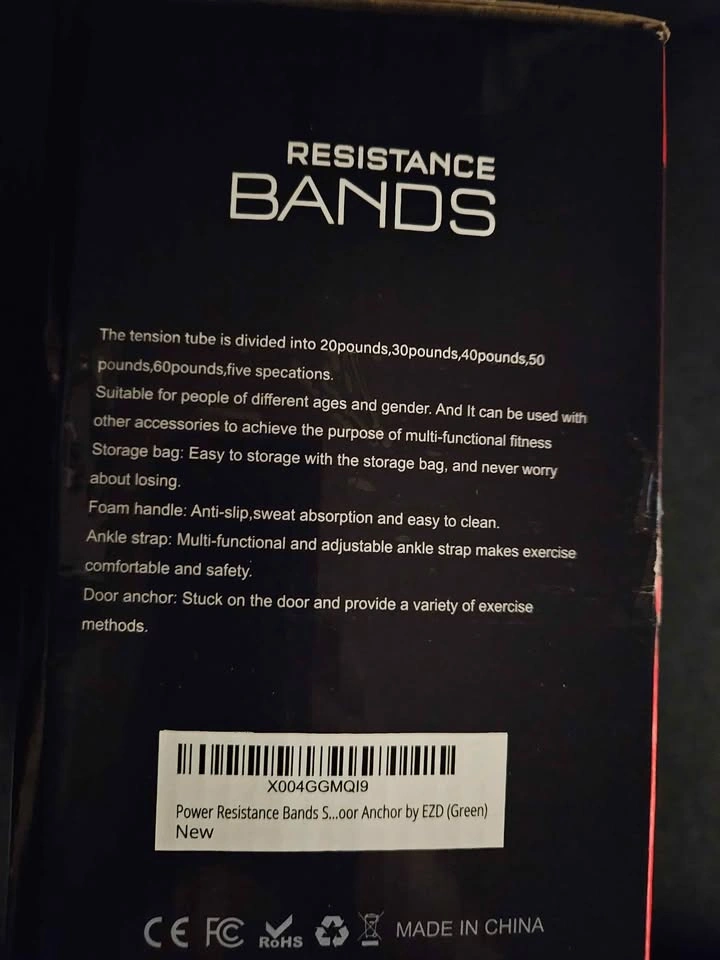 RESISTANCE
BANDS
The tension tube is divided into 20pounds,30pounds,40pounds,50
pounds,60pounds,five specations.
Suitable for people of different ages and gender. And It can be used with
other accessories to achieve the purpose of multi-functional fitness
Storage bag: Easy to storage with the storage bag, and never worry
about losing.
Foam handle: Anti-slip,sweat absorption and easy to clean.
Ankle strap: Multi-functional and adjustable ankle strap makes exercise
comfortable and safety.
Door anchor: Stuck on the door and provide a variety of exercise
methods.
X004GGMQI9
Power Resistance Bands S...oor Anchor by EZD (Green)
New
CE FC RoHS MADE IN CHINA